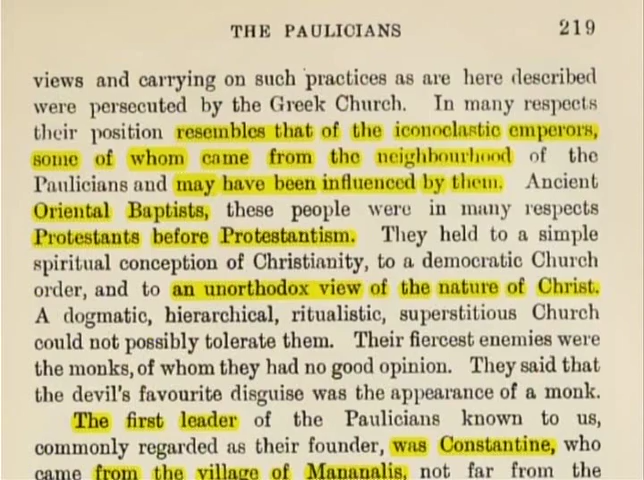 THE PAULICIANS 219
views and carrying on such practices as are here described
were persecuted by the Greek Church. In many respects
their position resembles that of the iconoclastic emperors,
some of whom came from the neighbourhood of the
Paulicians and may have been influenced by them. Ancient
Oriental Baptists, these people were in many respects
Protestants before Protestantism. They held to a simple
spiritual conception of Christianity, to a democratic Church
order, and to an unorthodox view of the nature of Christ.
A dogmatic, hierarchical, ritualistic, superstitious Church
could not possibly tolerate them. Their fiercest enemies were
the monks, of whom they had no good opinion. They said that
the devil's favourite disguise was the appearance of a monk.
The first leader of the Paulicians known to us,
commonly regarded as their founder, was Constantine, who
came from the village of Mananalis, not far from the